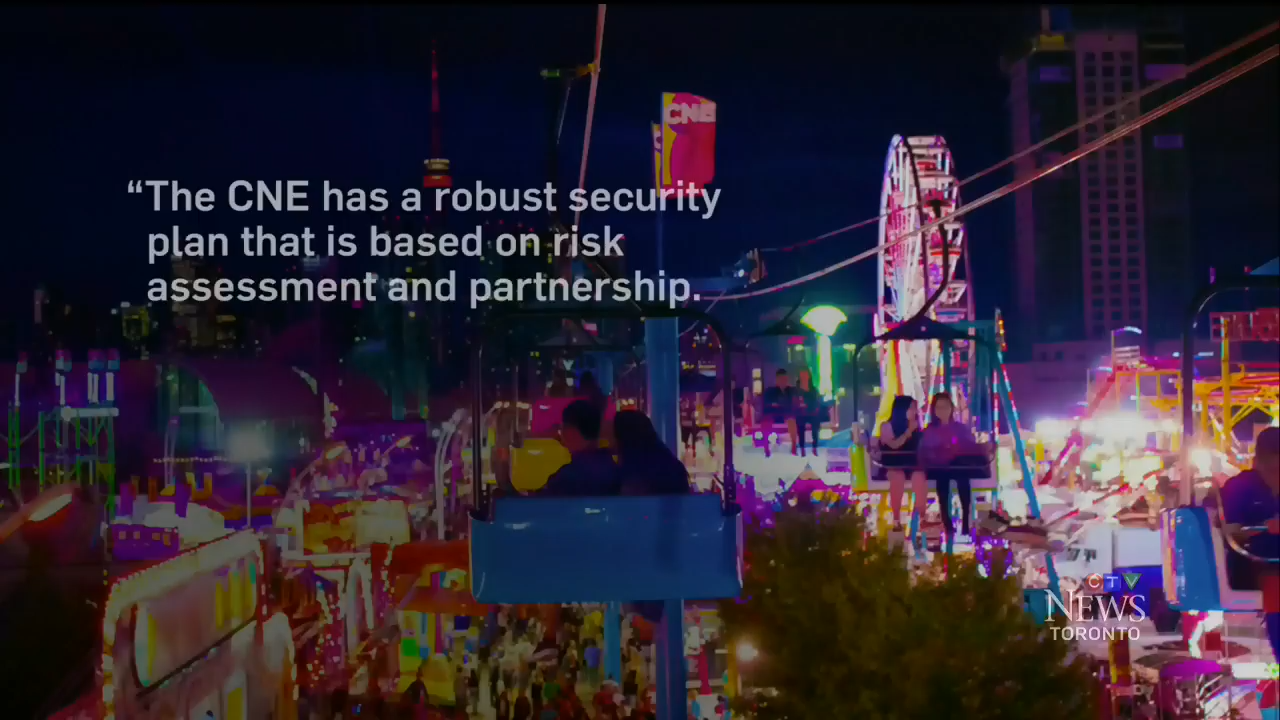 CNE
“The CNE has a robust security
plan that is based on risk
assessment and partnership.
CTV
NEWS
TORONTO